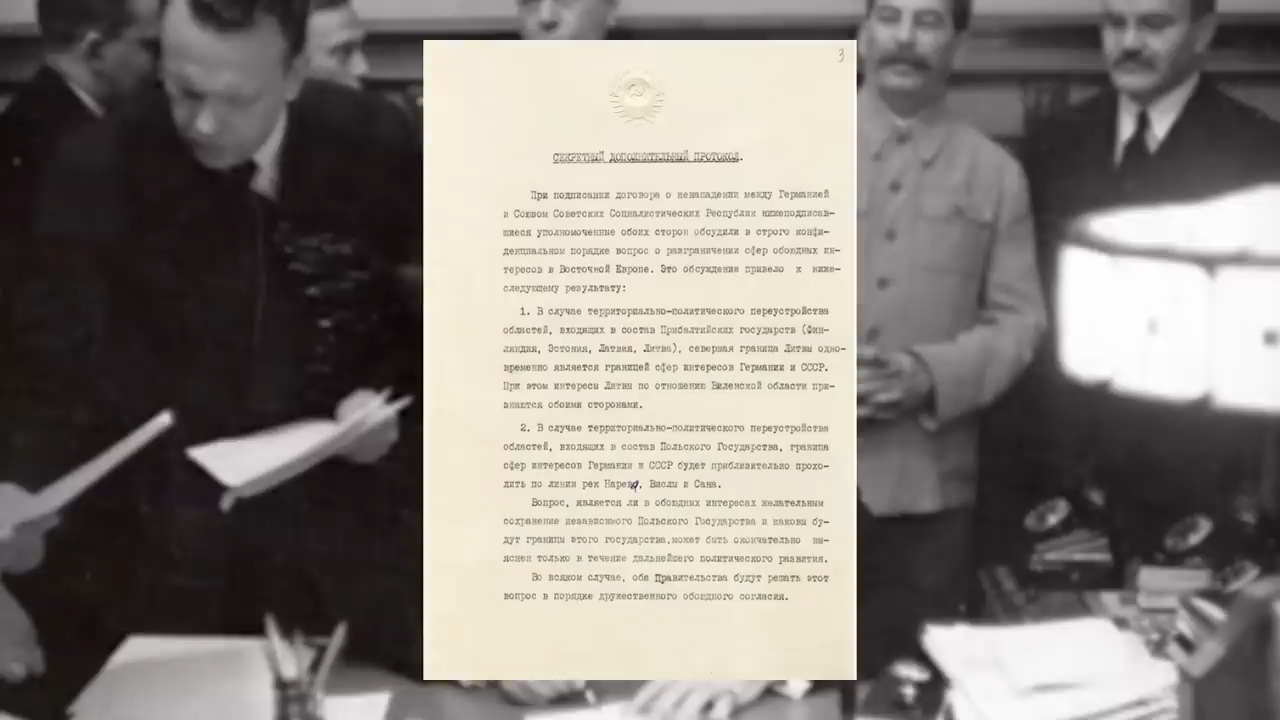 3
СЕКРЕТНЫЙ ДОПОЛНИТЕЛЬНЫЙ ПРОТОКОЛ.
При подписании договора о ненападении между Германией
и Союзом Советских Социалистических Республик нижеподписав-
шиеся уполномоченные обоих сторон обсудили в строго конфи-
денциальном порядке вопрос о разграничении сфер обоюдных ин-
тересов в Восточной Европе. Это обсуждение привело к ниже-
следующему результату:
1. В случае территориально-политического переустройства
областей, входящих в состав Прибалтийских государств (Фин-
ляндия, Эстония, Латвия, Литва), северная граница Литвы одно-
временно является границей сфер интересов Германии и СССР.
При этом интересы Литвы по отношению Виленской области при-
знаются обоими сторонами.
2. В случае территориально-политического переустройства
областей, входящих в состав Польского Государства, граница
сфер интересов Германии и СССР будет приблизительно прохо-
дить по линии рек Нарева, Вислы и Сана.
Вопрос, является ли в обоюдных интересах желательным
сохранение независимого Польского Государства и каковы бу-
дут границы этого государства, может быть окончательно вы-
яснен только в течение дальнейшего политического развития.
Во всяком случае, оба Правительства будут решать этот
вопрос в порядке дружественного обоюдного согласия.